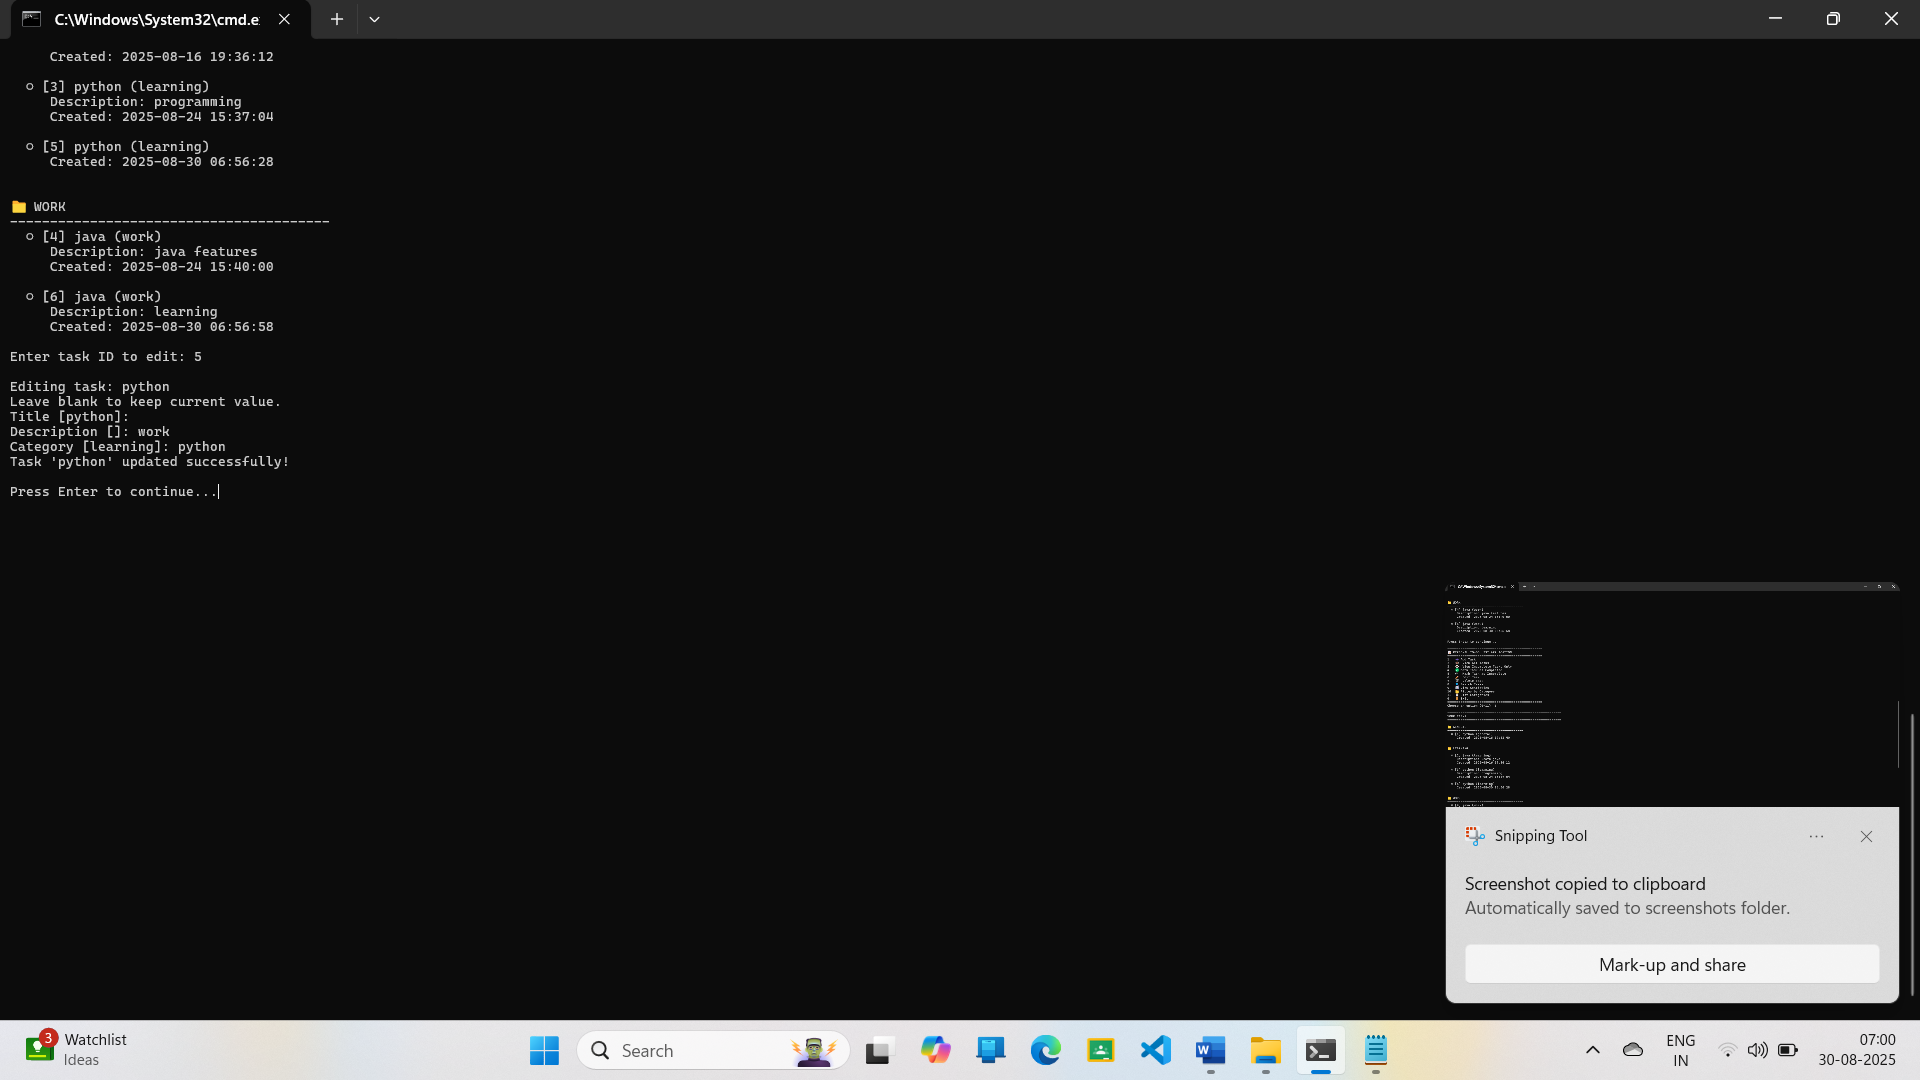 C:\Windows\System32\cmd.e
Created: 2025-08-16 19:36:12
[3] python (learning)
Description: programming
Created: 2025-08-24 15:37:04
[5] python (learning)
Created: 2025-08-30 06:56:28
WORK
----------------------------------------
[4] java (work)
Description: java features
Created: 2025-08-24 15:40:00
[6] java (work)
Description: learning
Created: 2025-08-30 06:56:58
Enter task ID to edit: 5
Editing task: python
Leave blank to keep current value.
Title [python]:
Description []: work
Category [learning]: python
Task 'python' updated successfully!
Press Enter to continue...
Snipping Tool
Screenshot copied to clipboard
Automatically saved to screenshots folder.
Mark-up and share
3
Watchlist
Ideas
Search
ENG
IN
07:00
30-08-2025